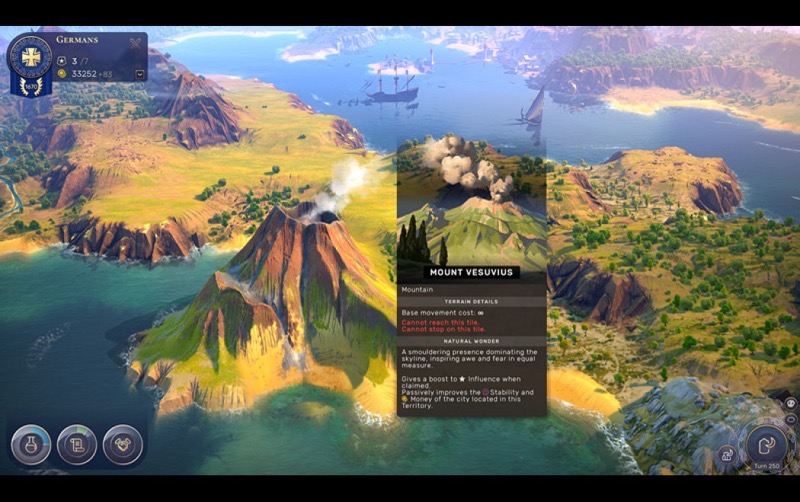 GERMANS
3 /7
33252 +83
1670
MOUNT VESUVIUS
Mountain
TERRAIN DETAILS
Base movement cost: ∞
Cannot reach this tile.
Cannot stop on this tile.
NATURAL WONDER
A smouldering presence dominating the
skyline, inspiring awe and fear in equal
measure.
Gives a boost to ★ Influence when
claimed.
Passively improves the Stability and
Money of the city located in this
Territory.
Turn 250